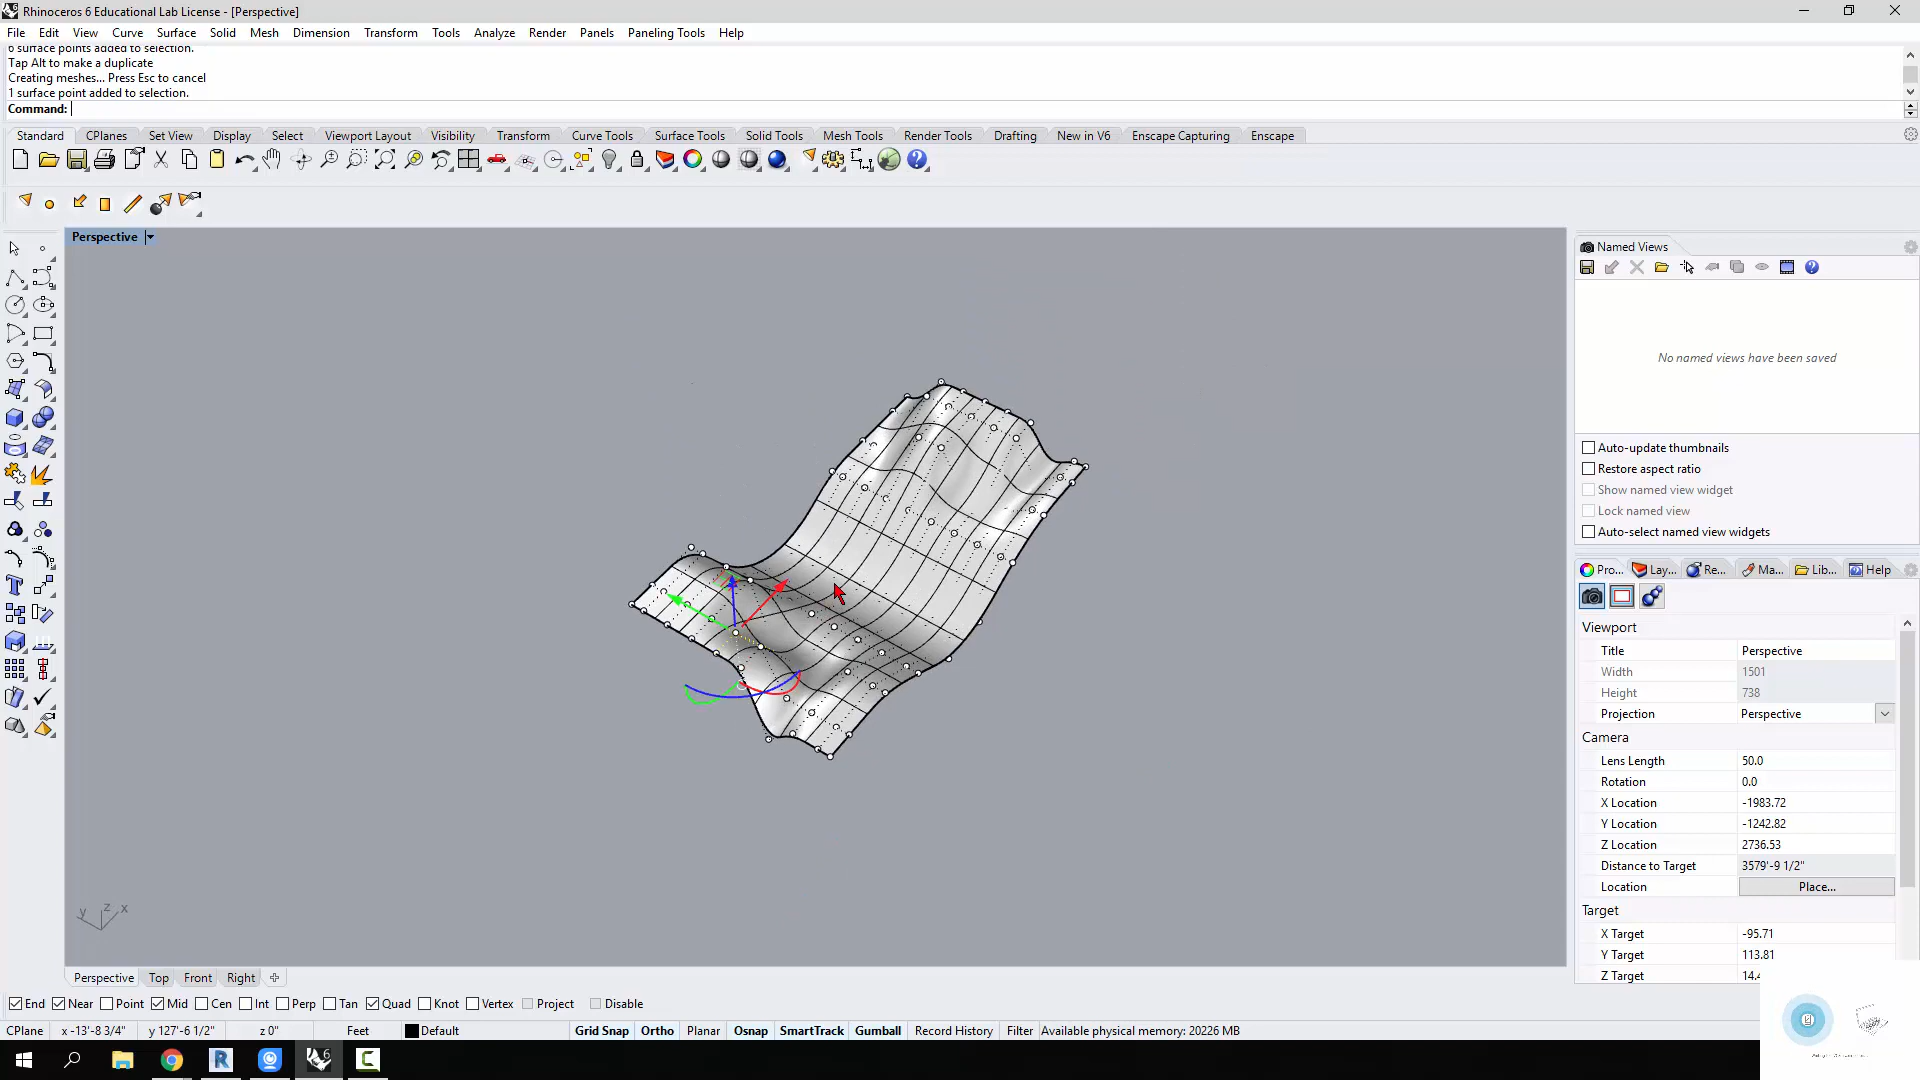 Rhinoceros 6 Educational Lab License - [Perspective]
File Edit View Curve Surface Solid Mesh Dimension Transform Tools Analyze Render Panels Paneling Tools Help
6 surface points added to selection.
Tap Alt to make a duplicate
Creating meshes... Press Esc to cancel
1 surface point added to selection.
Command:
Standard CPlanes Set View Display Select Viewport Layout Visibility Transform Curve Tools Surface Tools Solid Tools Mesh Tools Render Tools Drafting New in V6 Enscape Capturing Enscape
Perspective
Named Views
No named views have been saved
Auto-update thumbnails
Restore aspect ratio
Show named view widget
Lock named view
Auto-select named view widgets
Pro... Lay... Re... Ma... Lib... Help
Viewport
Title Perspective
Width 1501
Height 738
Projection Perspective
Camera
Lens Length 50.0
Rotation 0.0
X Location -1983.72
Y Location -1242.82
Z Location 2736.53
Distance to Target 3579'-9 1/2"
Location Place...
Target
X Target -95.71
Y Target 113.81
Z Target 14.4
y z x
Perspective Top Front Right
End Near Point Mid Cen Int Perp Tan Quad Knot Vertex Project Disable
CPlane x -13'-8 3/4" y 127'-6 1/2" z 0" Feet Default Grid Snap Ortho Planar Osnap SmartTrack Gumball Record History Filter Available physical memory: 20226 MB